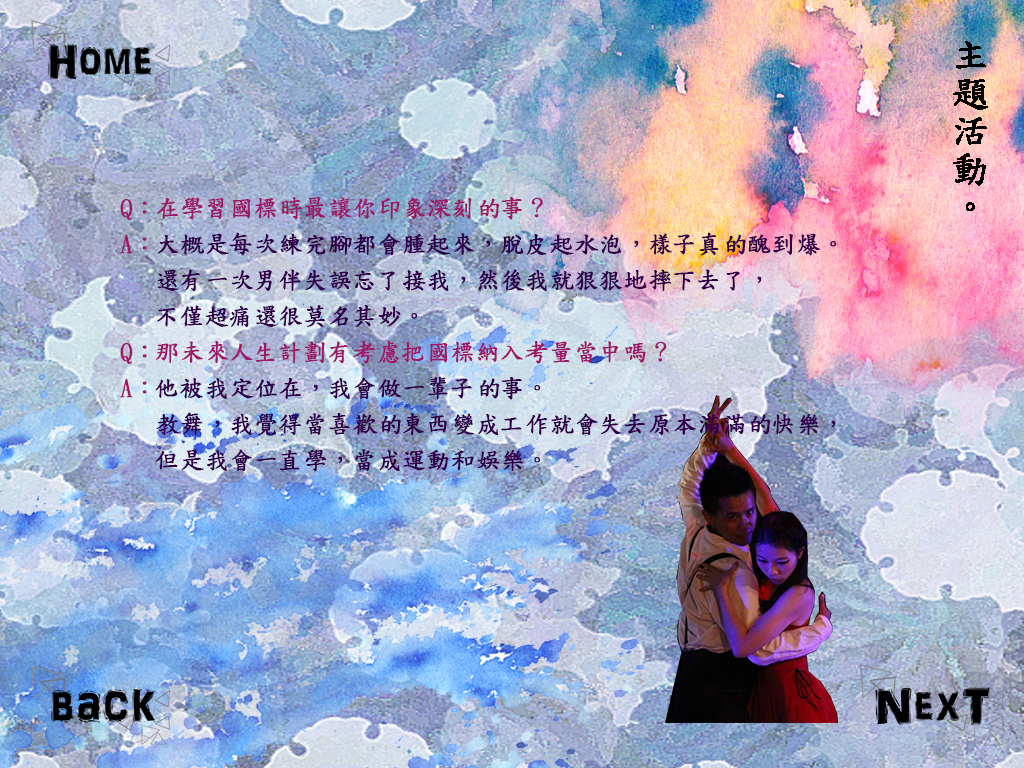 HOME
主題活動。
Q：在學習國標時最讓你印象深刻的事？
A：大概是每次練完腳都會腫起來，脫皮起水泡，樣子真的醜到爆。
還有一次男伴失誤忘了接我，然後我就狠狠地摔下去了，
不僅超痛還很莫名其妙。
Q：那未來人生計劃有考慮把國標納入考量當中嗎？
A：他被我定位在，我會做一輩子的事。
教舞，我覺得當喜歡的東西變成工作就會失去原本滿滿的快樂，
但是我會一直學，當成運動和娛樂。
BACK
NEXT